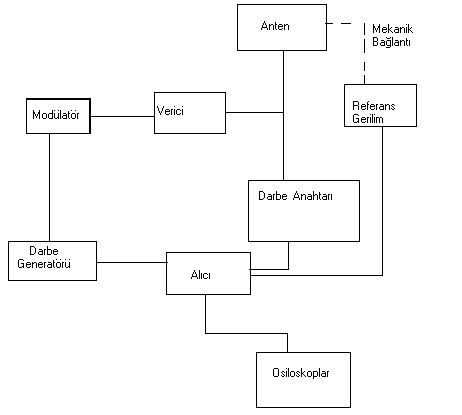 Anten
Mekanik
Bağlantı
Modülatör
Verici
Referans
Gerilim
Darbe Anahtarı
Darbe
Generatörü
Alıcı
Osiloskoplar